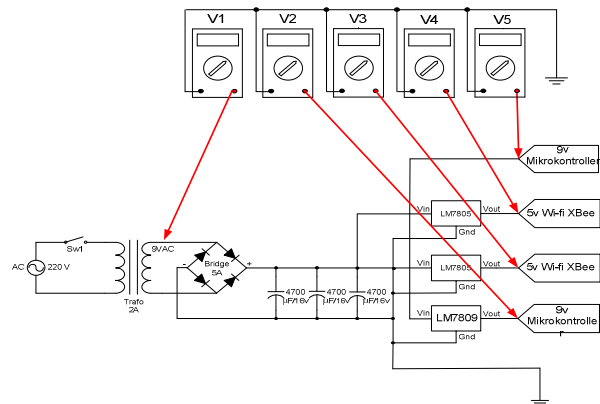 V1
V2
V3
V4
V5
9v
Mikrokontroller
Vin
LM7805
Vout
Gnd
5v Wi-fi XBee
Sw1
9VAC
AC
220 V
Bridge
5A
-
+
Trafo
2A
4700
µF/16v
4700
µF/16v
4700
µF/16v
Vin
LM7805
Vout
Gnd
5v Wi-fi XBee
Vin
LM7809
Vout
Gnd
9v
Mikrokontrolle
r